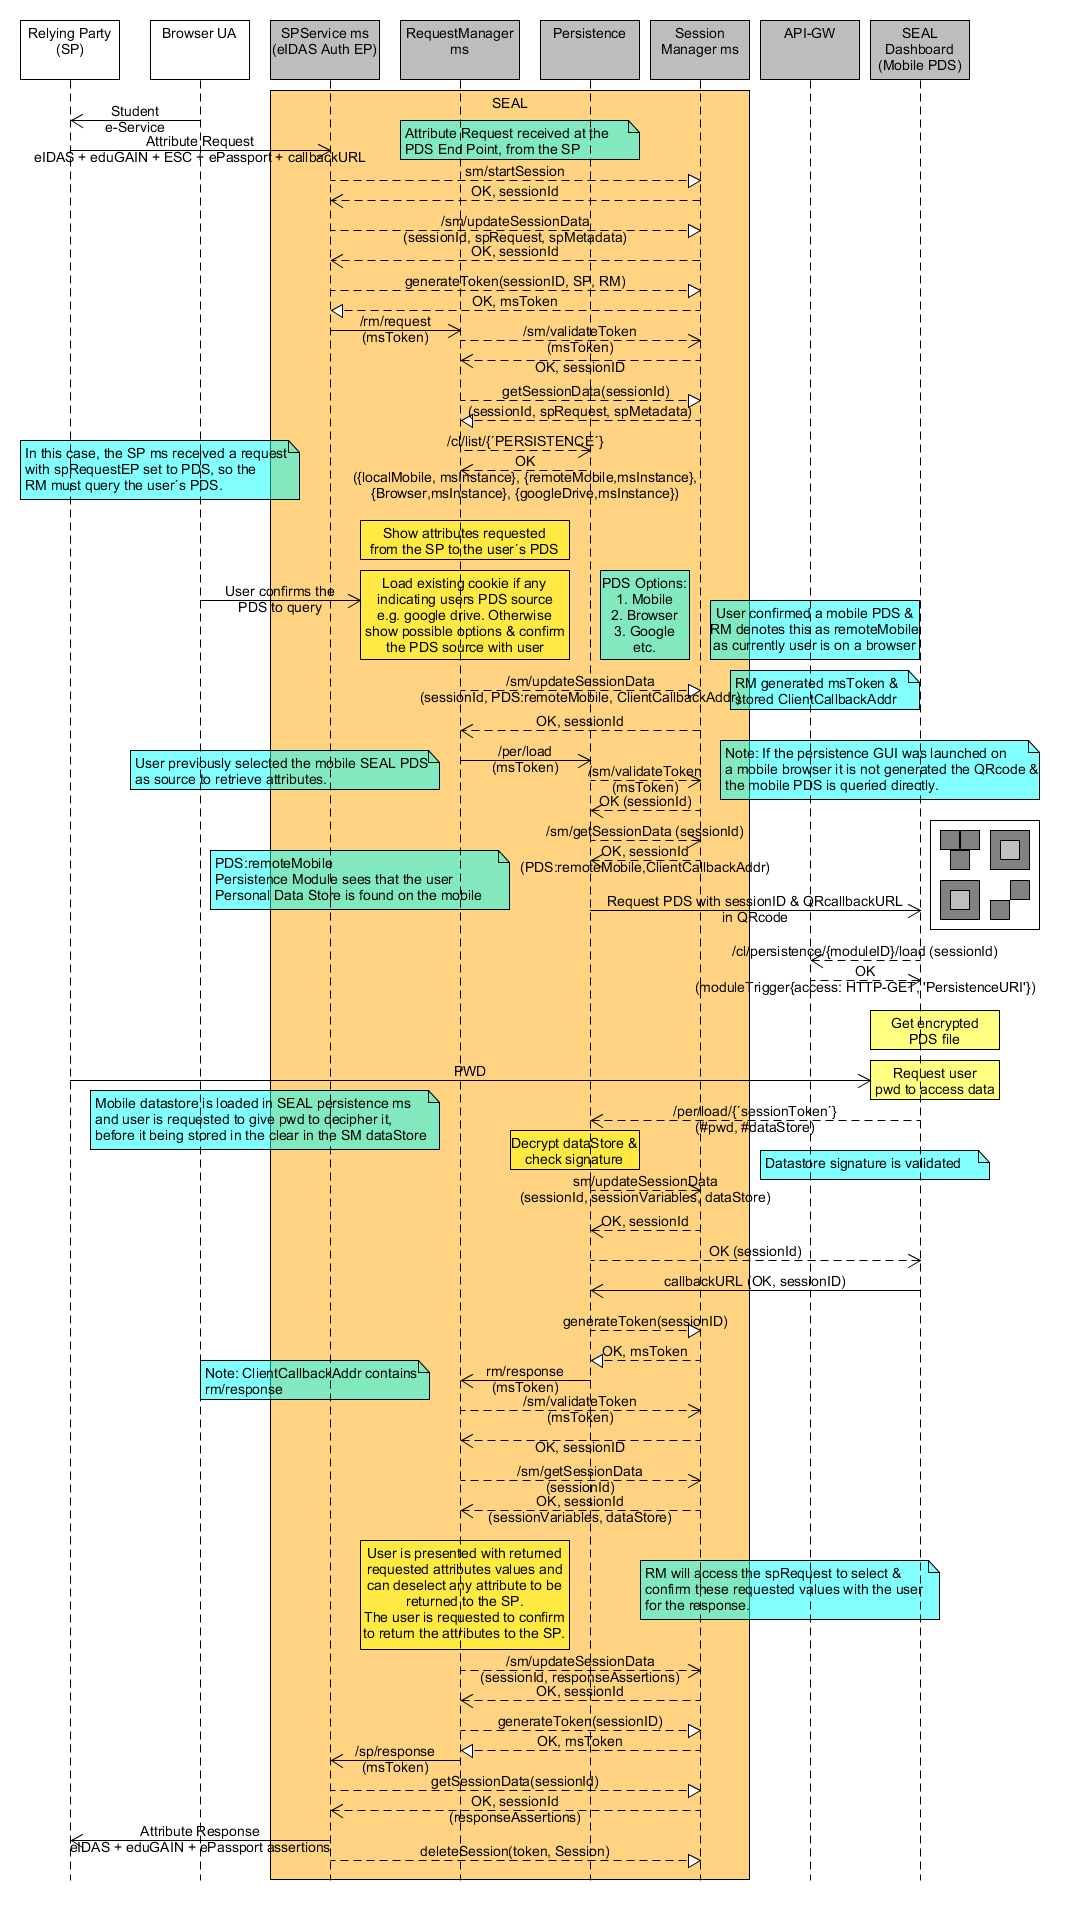 Relying Party
(SP)
Browser UA
SPService ms
(eIDAS Auth EP)
RequestManager
ms
Persistence
Session
Manager ms
API-GW
SEAL
Dashboard
(Mobile PDS)
SEAL
Student
e-Service
Attribute Request
eIDAS + eduGAIN + ESC + ePassport + callbackURL
Attribute Request received at the
PDS End Point, from the SP
sm/startSession
OK, sessionId
/sm/updateSessionData
(sessionId, spRequest, spMetadata)
OK, sessionId
generateToken(sessionID, SP, RM)
OK, msToken
/rm/request
(msToken)
/sm/validateToken
(msToken)
OK, sessionID
getSessionData(sessionId)
(sessionId, spRequest, spMetadata)
/cl/list/{´PERSISTENCE´}
OK
({localMobile, msInstance}, {remoteMobile,msInstance},
{Browser,msInstance}, {googleDrive,msInstance})
In this case, the SP ms received a request
with spRequestEP set to PDS, so the
RM must query the user´s PDS.
Show attributes requested
from the SP to the user´s PDS
User confirms the
PDS to query
Load existing cookie if any
indicating users PDS source
e.g. google drive. Otherwise
show possible options & confirm
the PDS source with user
PDS Options:
1. Mobile
2. Browser
3. Google
etc.
User confirmed a mobile PDS &
RM denotes this as remoteMobile
as currently user is on a browser
/sm/updateSessionData
(sessionId, PDS:remoteMobile, ClientCallbackAddr)
RM generated msToken &
stored ClientCallbackAddr
OK, sessionId
User previously selected the mobile SEAL PDS
as source to retrieve attributes.
/per/load
(msToken)
Note: If the persistence GUI was launched on
a mobile browser it is not generated the QRcode &
the mobile PDS is queried directly.
/sm/validateToken
(msToken)
OK (sessionId)
/sm/getSessionData (sessionId)
OK, sessionId
(PDS:remoteMobile,ClientCallbackAddr)
PDS:remoteMobile
Persistence Module sees that the user
Personal Data Store is found on the mobile
Request PDS with sessionID & QRcallbackURL
in QRcode
/cl/persistence/{moduleID}/load (sessionId)
OK
(moduleTrigger{access: HTTP-GET, 'PersistenceURI'})
Get encrypted
PDS file
PWD
Request user
pwd to access data
Mobile datastore is loaded in SEAL persistence ms
and user is requested to give pwd to decipher it,
before it being stored in the clear in the SM dataStore
/per/load/{´sessionToken´}
(#pwd, #dataStore)
Decrypt dataStore &
check signature
Datastore signature is validated
sm/updateSessionData
(sessionId, sessionVariables, dataStore)
OK, sessionId
OK (sessionId)
callbackURL (OK, sessionID)
generateToken(sessionID)
OK, msToken
Note: ClientCallbackAddr contains
rm/response
rm/response
(msToken)
/sm/validateToken
(msToken)
OK, sessionID
/sm/getSessionData
(sessionId)
OK, sessionId
(sessionVariables, dataStore)
User is presented with returned
requested attributes values and
can deselect any attribute to be
returned to the SP.
The user is requested to confirm
to return the attributes to the SP.
RM will access the spRequest to select &
confirm these requested values with the user
for the response.
/sm/updateSessionData
(sessionId, responseAssertions)
OK, sessionId
generateToken(sessionID)
OK, msToken
/sp/response
(msToken)
getSessionData(sessionId)
OK, sessionId
(responseAssertions)
Attribute Response
eIDAS + eduGAIN + ePassport assertions
deleteSession(token, Session)